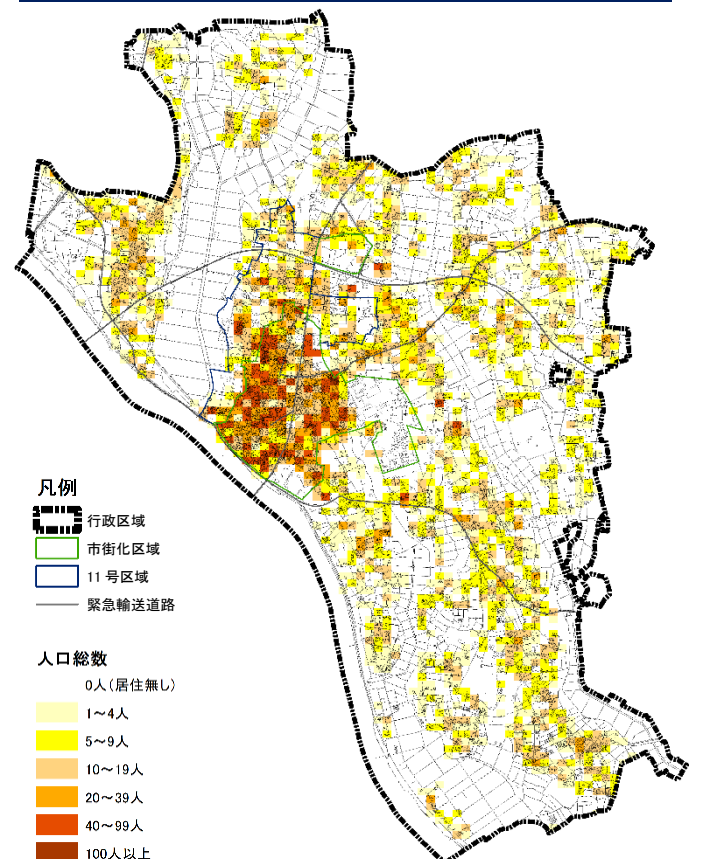 凡例
行政区域
市街化区域
11号区域
緊急輸送道路
人口総数
0人(居住無し)
1～4人
5～9人
10～19人
20～39人
40～99人
100人以上